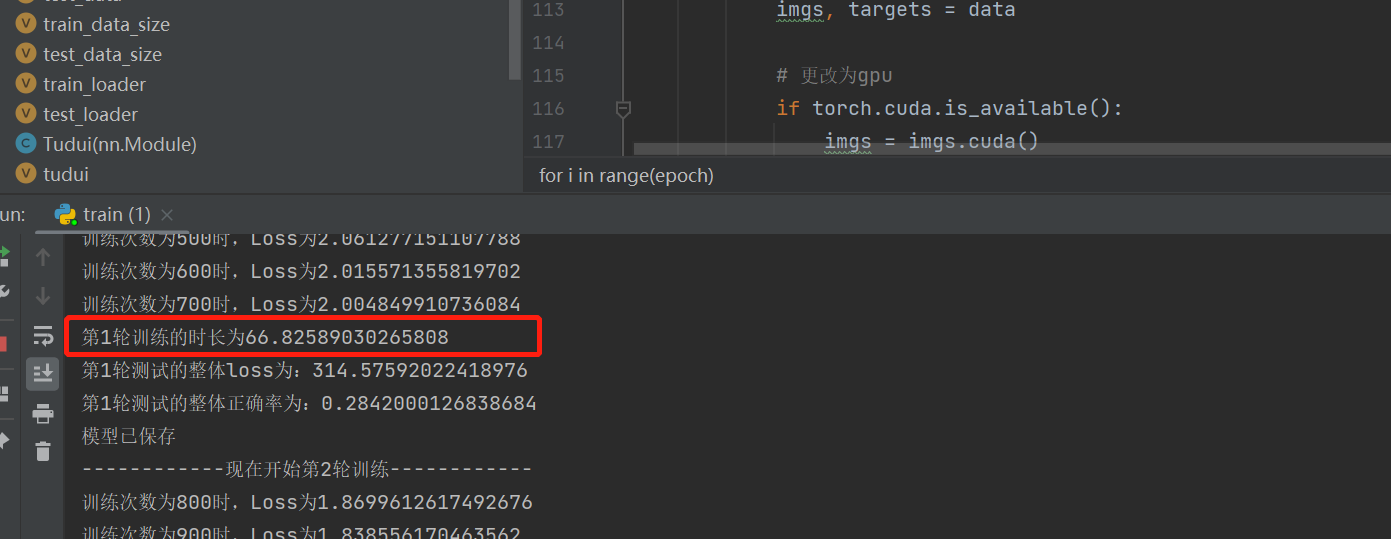 test_data
train_data_size
test_data_size
train_loader
test_loader
Tudui(nn.Module)
tudui
113 imgs, targets = data
114
115 # 更改为gpu
116 if torch.cuda.is_available():
117 imgs = imgs.cuda()
for i in range(epoch)
un: train (1)
训练次数为500时，Loss为2.061277151107788
训练次数为600时，Loss为2.015571355819702
训练次数为700时，Loss为2.004849910736084
第1轮训练的时长为66.82589030265808
第1轮测试的整体loss为：314.57592022418976
第1轮测试的整体正确率为：0.2842000126838684
模型已保存
------------现在开始第2轮训练------------
训练次数为800时，Loss为1.8699612617492676
训练次数为900时，Loss为1.838556170463562